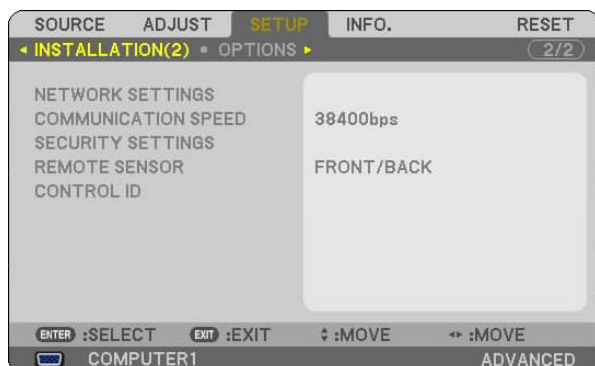 SOURCE ADJUST SETUP INFO. RESET
INSTALLATION(2) OPTIONS 2/2
NETWORK SETTINGS
COMMUNICATION SPEED 38400bps
SECURITY SETTINGS
REMOTE SENSOR FRONT/BACK
CONTROL ID
ENTER :SELECT EXIT :EXIT :MOVE :MOVE
COMPUTER1 ADVANCED